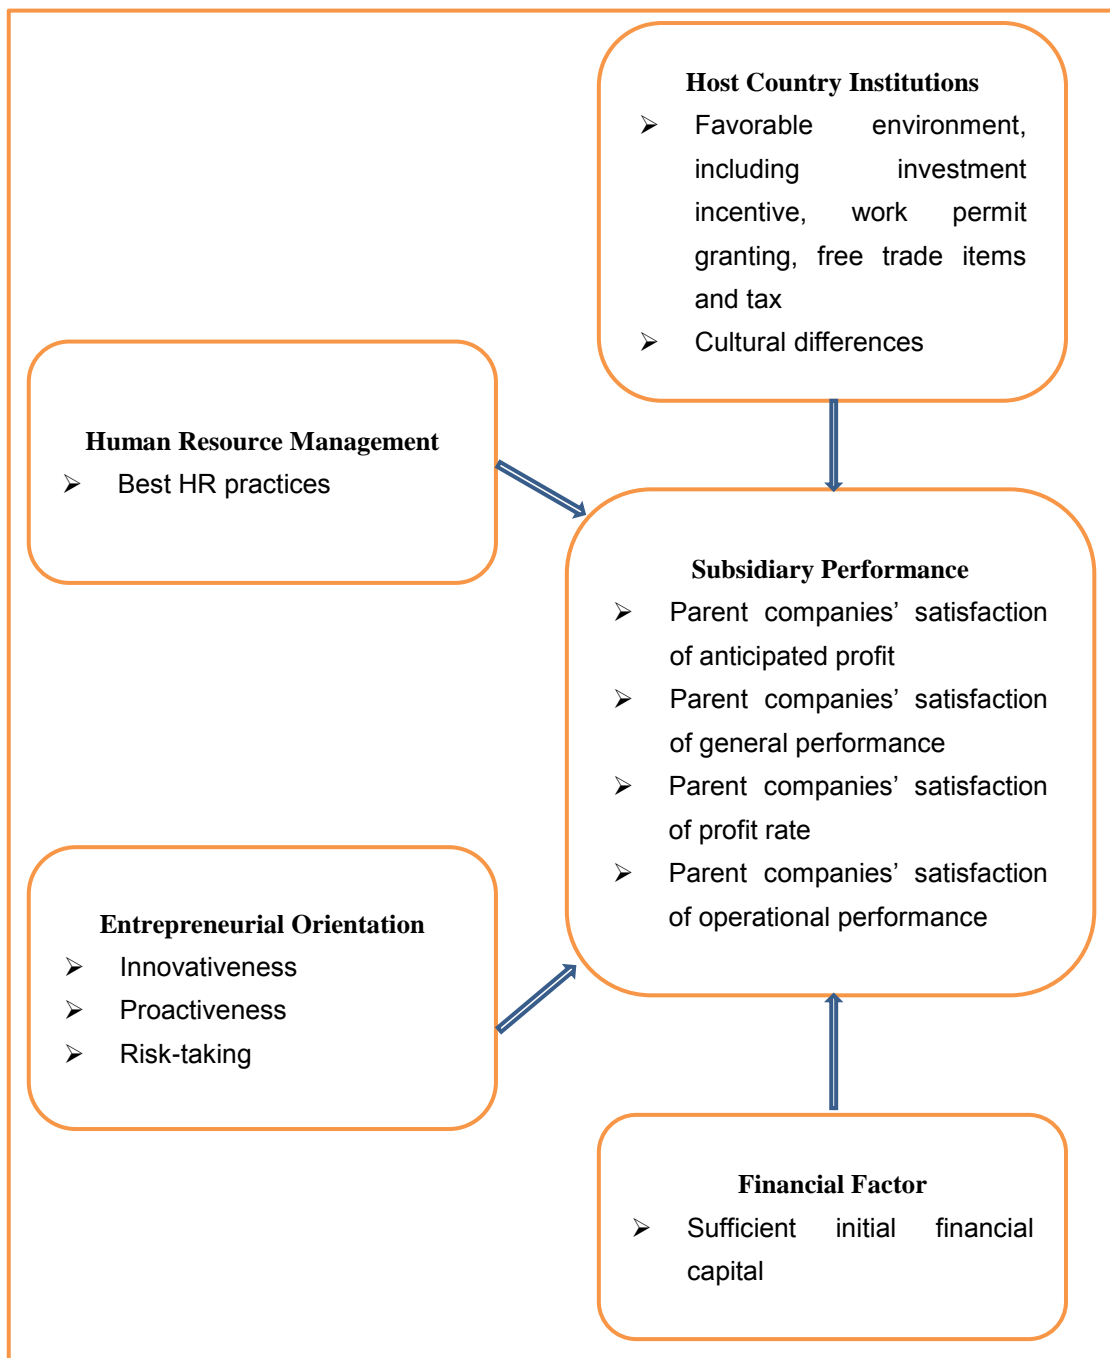 Host Country Institutions
➢ Favorable environment,
including investment
incentive, work permit
granting, free trade items
and tax
➢ Cultural differences
Human Resource Management
➢ Best HR practices
Subsidiary Performance
➢ Parent companies’ satisfaction
of anticipated profit
➢ Parent companies’ satisfaction
of general performance
➢ Parent companies’ satisfaction
of profit rate
➢ Parent companies’ satisfaction
of operational performance
Entrepreneurial Orientation
➢ Innovativeness
➢ Proactiveness
➢ Risk-taking
Financial Factor
➢ Sufficient initial financial
capital